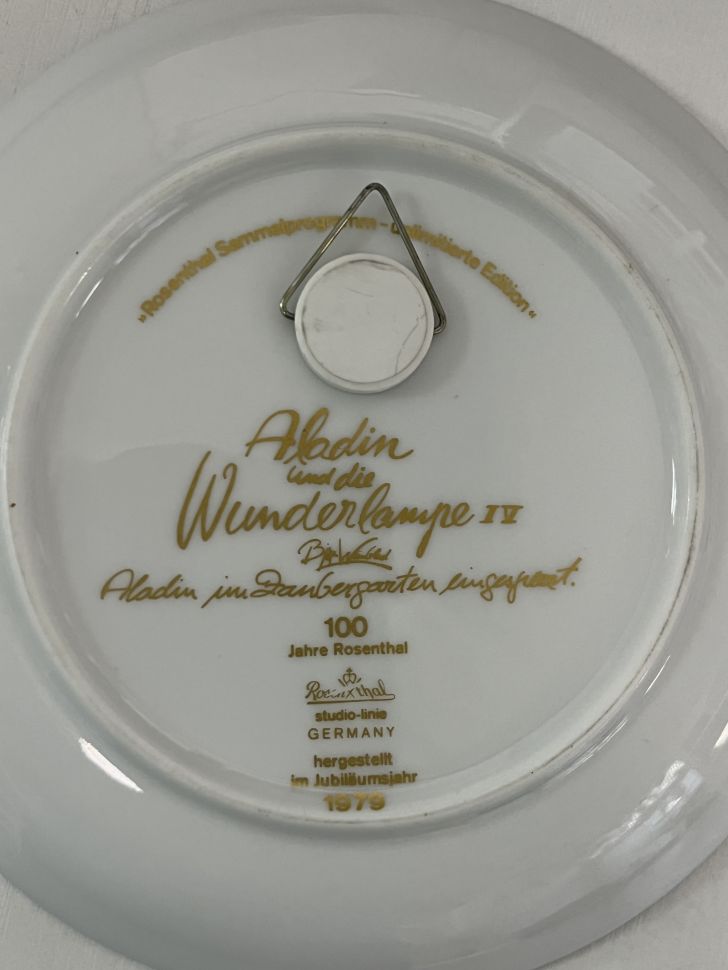 „Rosenthal Sammelprogramm - Unlimitierte Edition“
Aladin
und die
Wunderlampe IV
Aladin im Zaubergarten eingesperrt.
100
Jahre Rosenthal
Rosenthal
studio-linie
GERMANY
hergestellt
im Jubiläumsjahr
1979